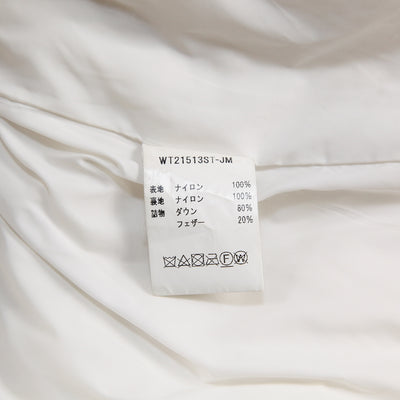 WT21513ST-JM
表地 ナイロン 100%
裏地 ナイロン 100%
詰物 ダウン 80%
フェザー 20%
F W